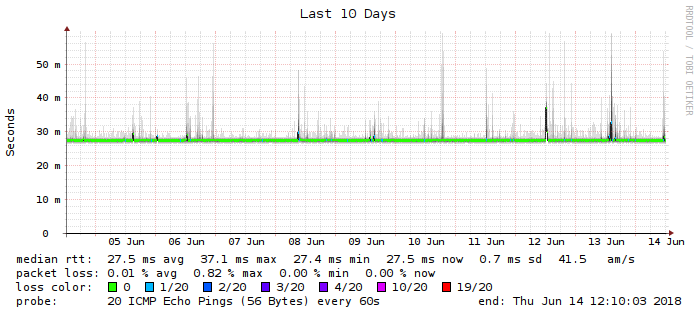 Last 10 Days
RRDTOOL / TOBI OETIKER
Seconds
50 m
40 m
30 m
20 m
10 m
0
05 Jun 06 Jun 07 Jun 08 Jun 09 Jun 10 Jun 11 Jun 12 Jun 13 Jun 14 Jun
median rtt: 27.5 ms avg 37.1 ms max 27.4 ms min 27.5 ms now 0.7 ms sd 41.5 am/s
packet loss: 0.01 % avg 0.82 % max 0.00 % min 0.00 % now
loss color: 0 1/20 2/20 3/20 4/20 10/20 19/20
probe: 20 ICMP Echo Pings (56 Bytes) every 60s end: Thu Jun 14 12:10:03 2018